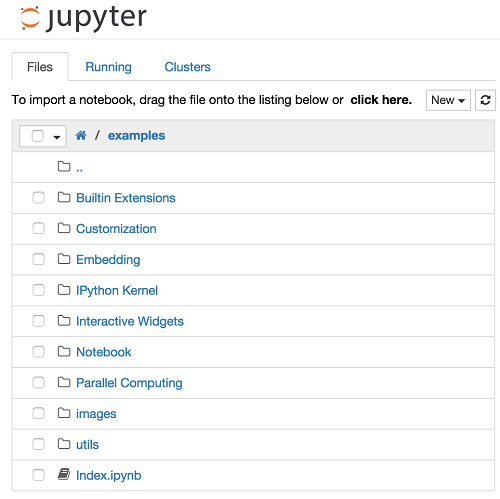 jupyter
Files Running Clusters
To import a notebook, drag the file onto the listing below or click here. New
/ examples
..
Builtin Extensions
Customization
Embedding
IPython Kernel
Interactive Widgets
Notebook
Parallel Computing
images
utils
Index.ipynb